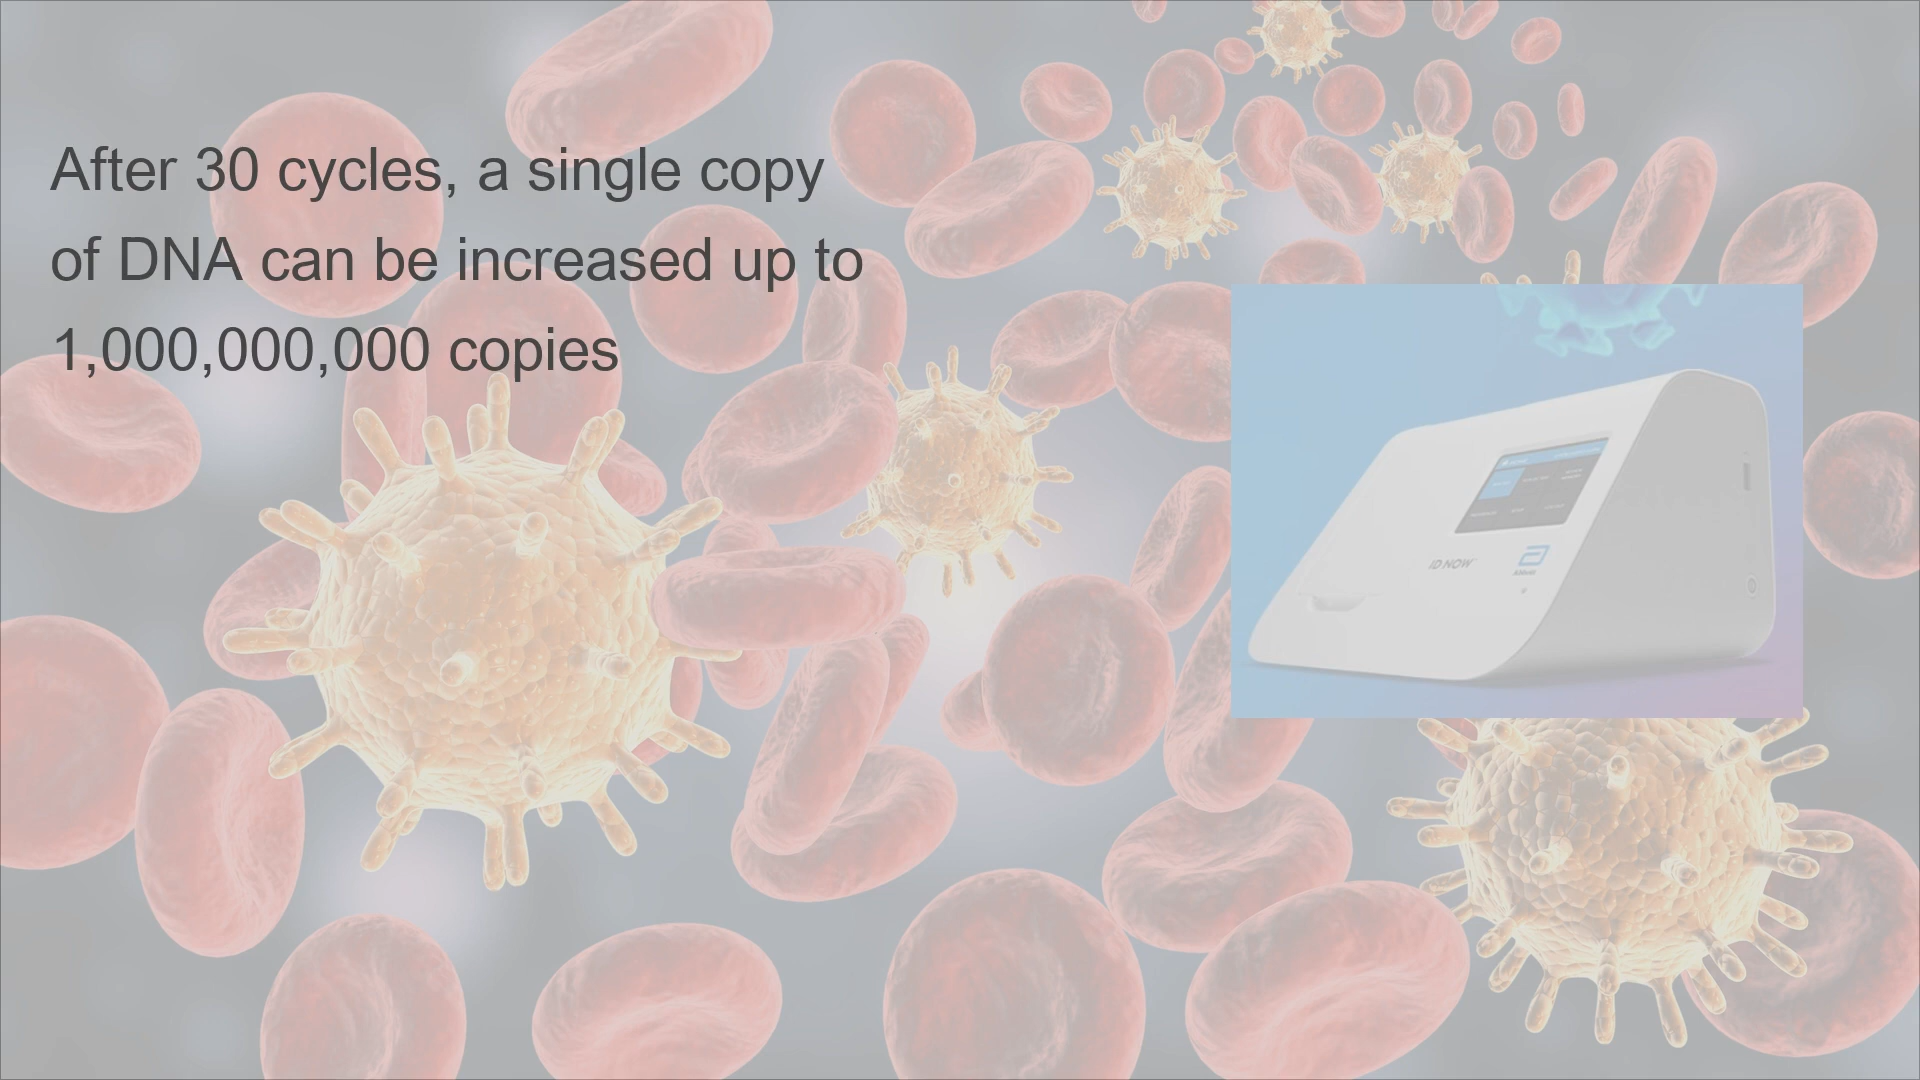 After 30 cycles, a single copy
of DNA can be increased up to
1,000,000,000 copies
ID NOW
Abbott